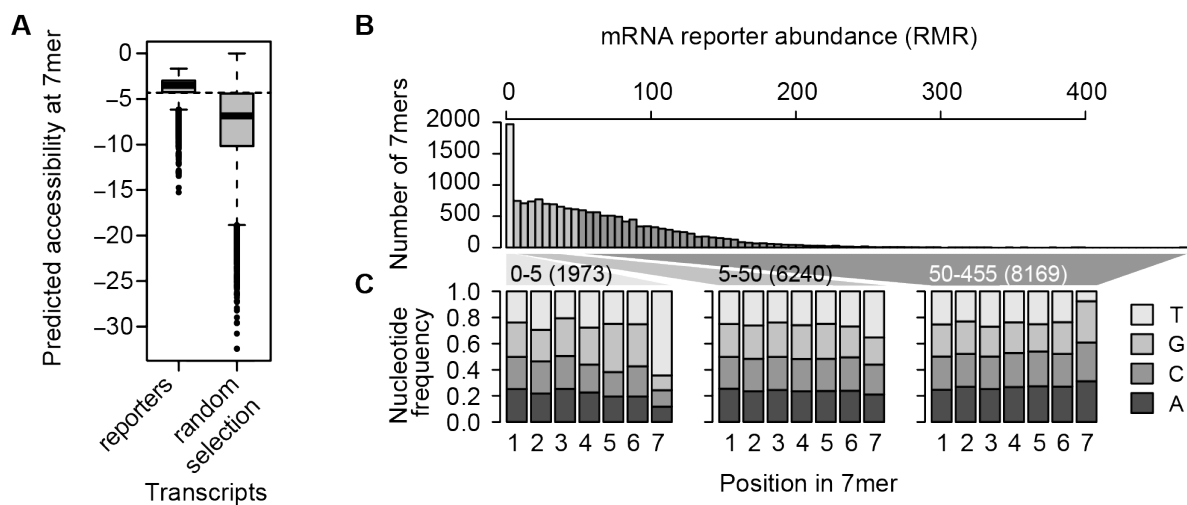 A
Predicted accessibility at 7mer
0
−5
−10
−15
−20
−25
−30
reporters
random
selection
Transcripts
B
mRNA reporter abundance (RMR)
0 100 200 300 400
Number of 7mers
2000
1500
1000
500
0
C
0-5 (1973) 5-50 (6240) 50-455 (8169)
Nucleotide
frequency
1.0
0.8
0.6
0.4
0.2
0.0
1 2 3 4 5 6 7 1 2 3 4 5 6 7 1 2 3 4 5 6 7
Position in 7mer
T
G
C
A